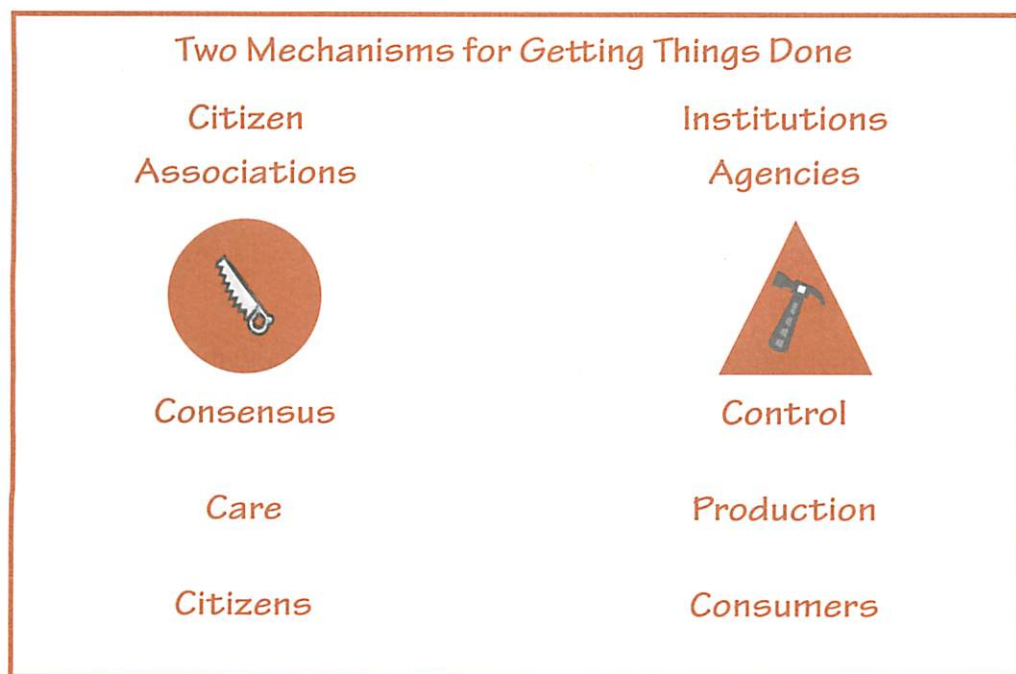 Two Mechanisms for Getting Things Done
Citizen
Associations
Consensus
Care
Citizens
Institutions
Agencies
Control
Production
Consumers